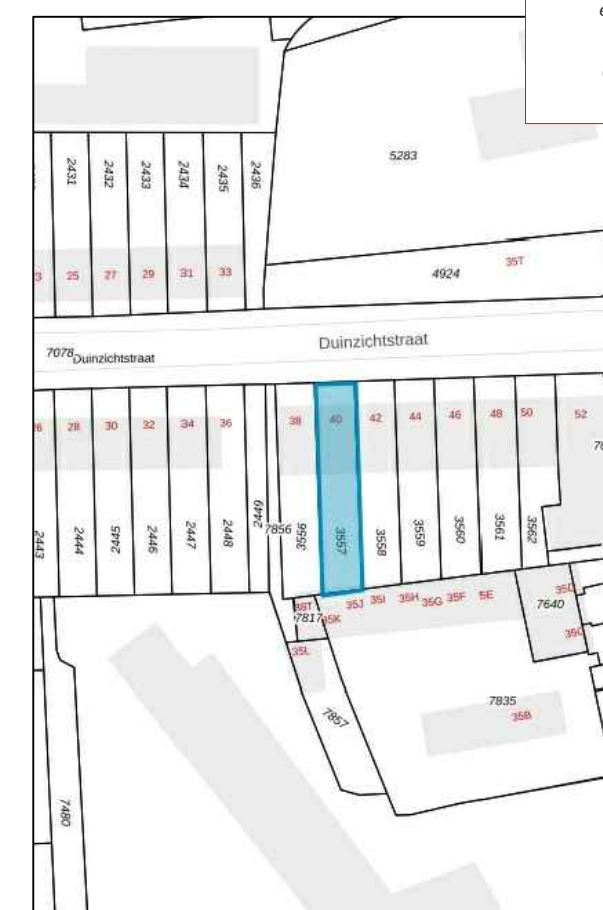 5283
2431 2432 2433 2434 2435 2436
4924 35T
3 25 27 29 31 33
Duinzichtstraat
7078 Duinzichtstraat
28 30 32 34 36 38 40 42 44 46 48 50 52
2443 2444 2445 2446 2447 2448 2449 7856 3556 3557 3558 3559 3560 3561 3562
38T 35K 35J 35I 35H 35G 35F 5E 35D
7817 7640
35L 35C
7835
7857 35B
7480